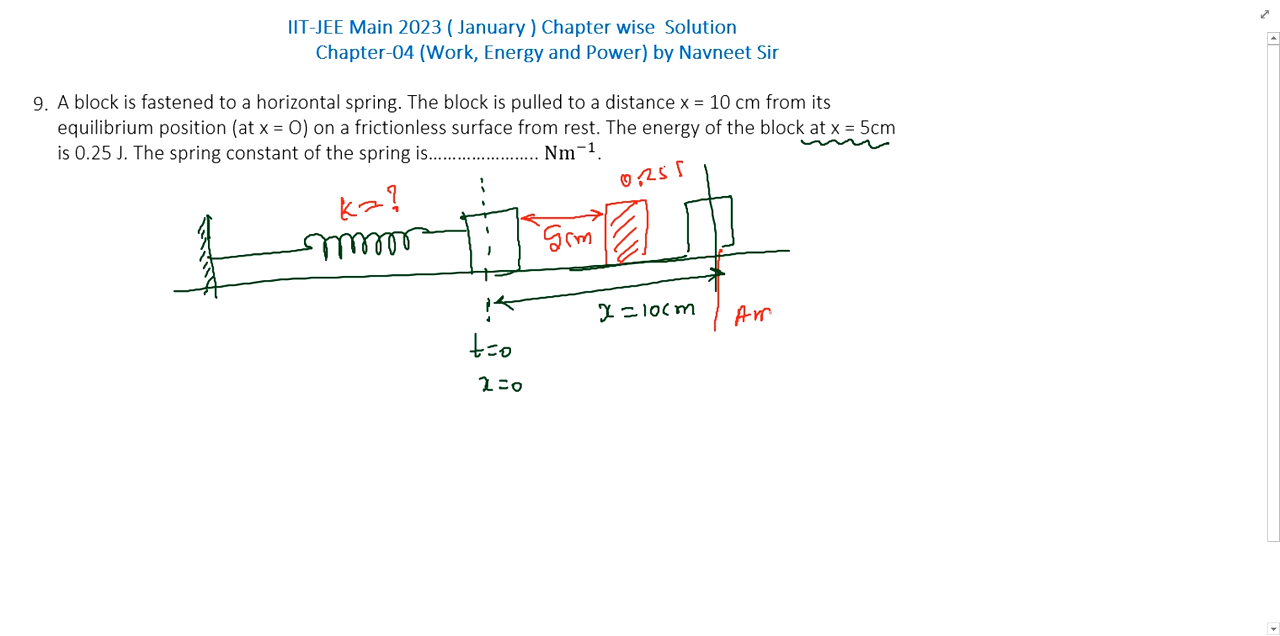 IIT-JEE Main 2023 ( January ) Chapter wise Solution
Chapter-04 (Work, Energy and Power) by Navneet Sir
9. A block is fastened to a horizontal spring. The block is pulled to a distance x = 10 cm from its
equilibrium position (at x = O) on a frictionless surface from rest. The energy of the block at x = 5cm
is 0.25 J. The spring constant of the spring is...................... Nm⁻¹.
0.25 J
K=?
5cm
x=10cm
Am
t=0
x=0